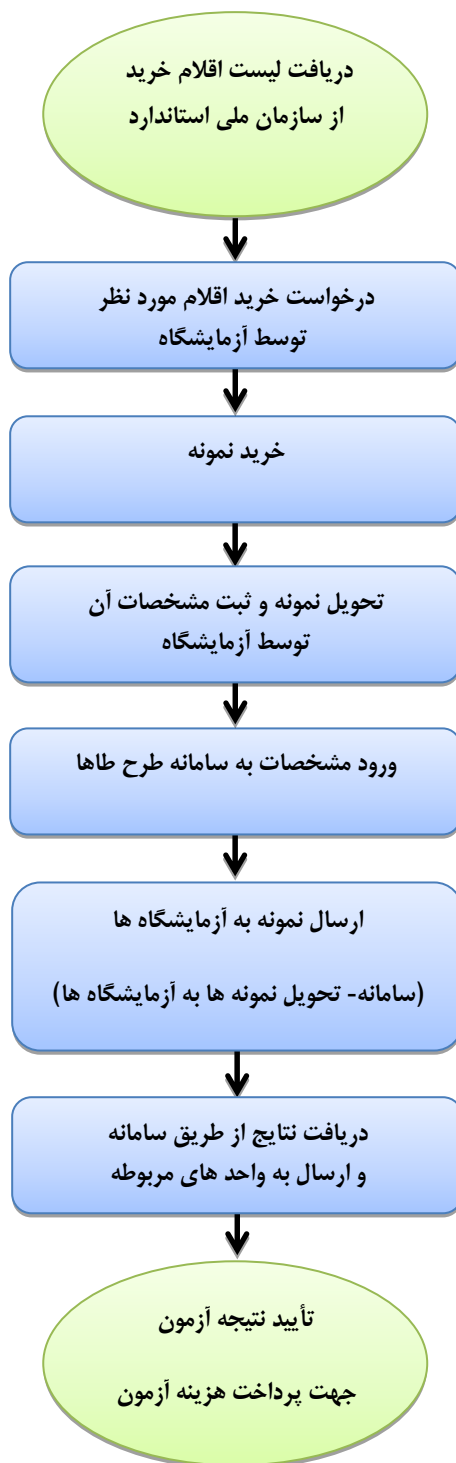 دریافت لیست اقلام خرید
از سازمان ملی استاندارد
درخواست خرید اقلام مورد نظر
توسط آزمایشگاه
خرید نمونه
تحویل نمونه و ثبت مشخصات آن
توسط آزمایشگاه
ورود مشخصات به سامانه طرح طاها
ارسال نمونه به آزمایشگاه ها
(سامانه- تحویل نمونه ها به آزمایشگاه ها)
دریافت نتایج از طریق سامانه
و ارسال به واحد های مربوطه
تأیید نتیجه آزمون
جهت پرداخت هزینه آزمون